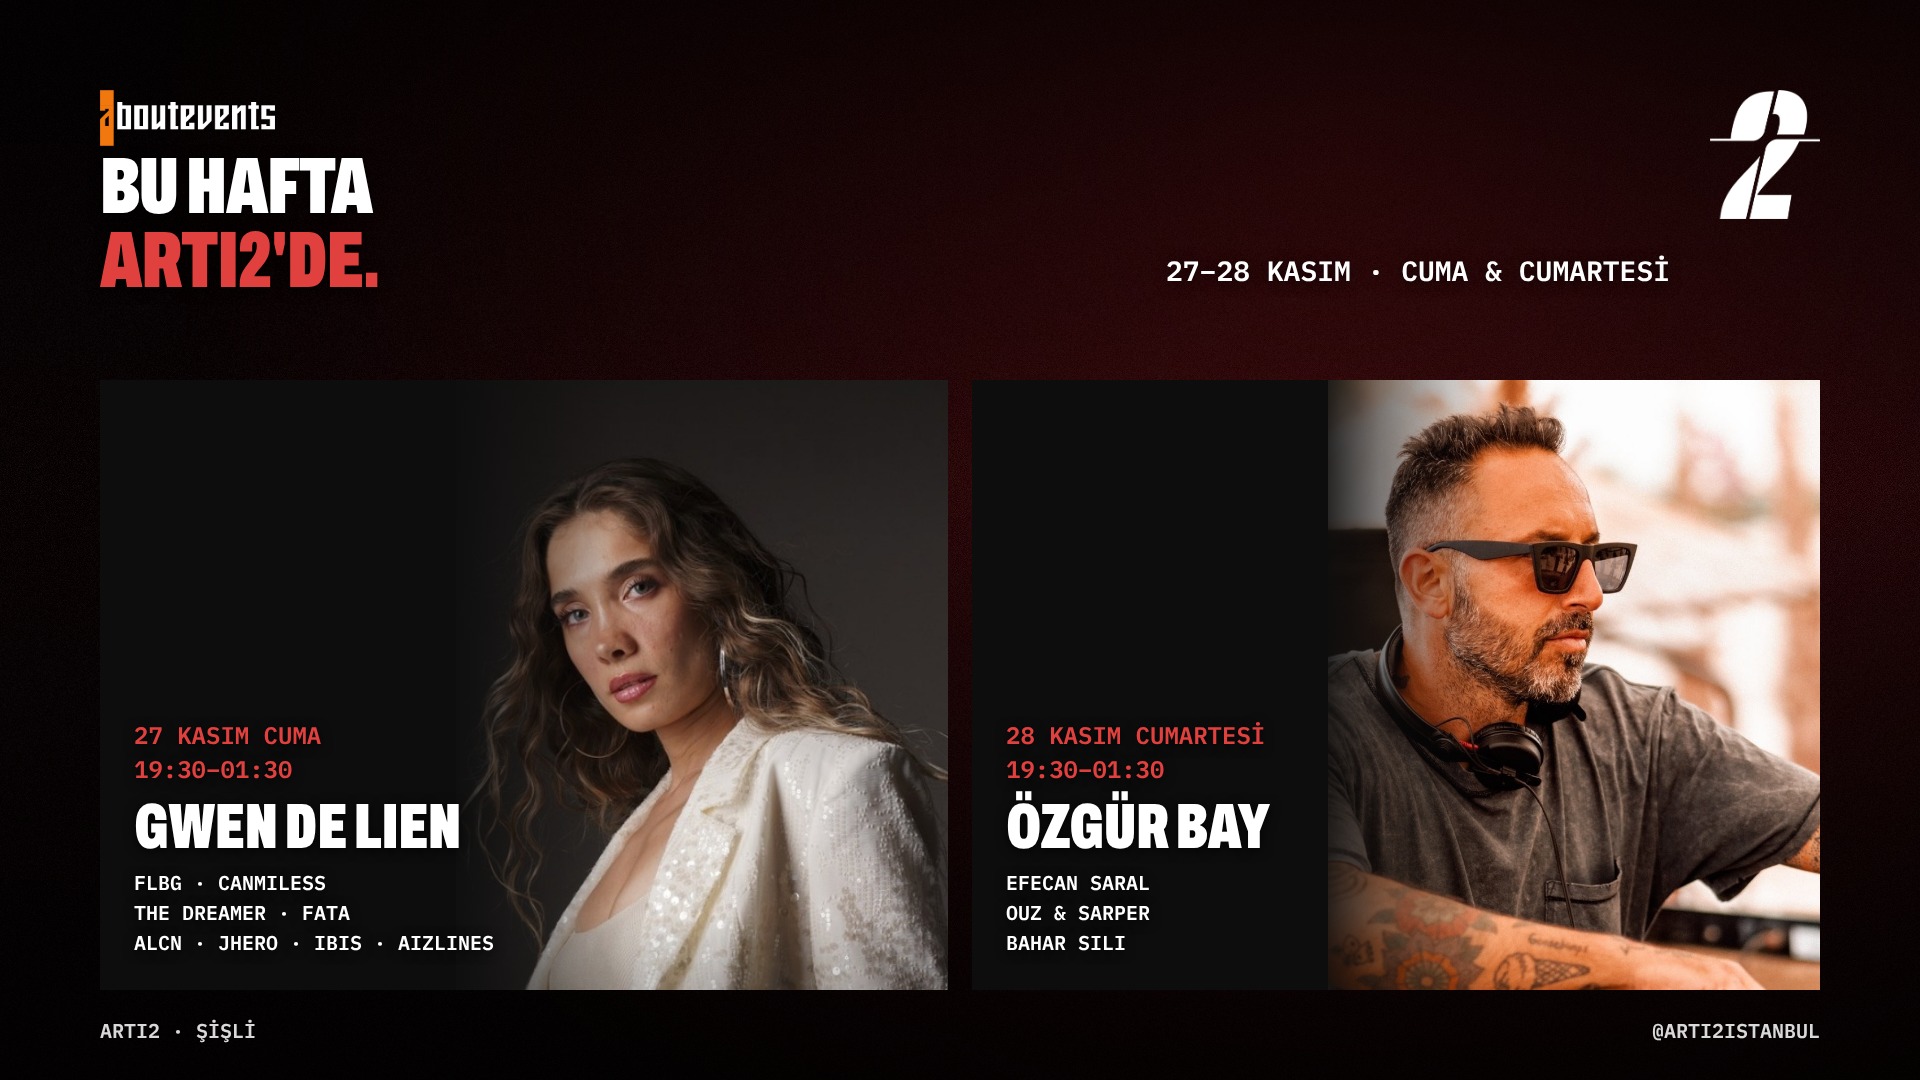 aboutevents
BU HAFTA
ARTI2'DE.
2
27–28 KASIM · CUMA & CUMARTESİ
27 KASIM CUMA
19:30–01:30
GWEN DE LIEN
FLBG · CANMILESS
THE DREAMER · FATA
ALCN · JHERO · IBIS · AIZLINES
28 KASIM CUMARTESİ
19:30–01:30
ÖZGÜR BAY
EFECAN SARAL
OUZ & SARPER
BAHAR SILI
ARTI2 · ŞİŞLİ
@ARTI2ISTANBUL